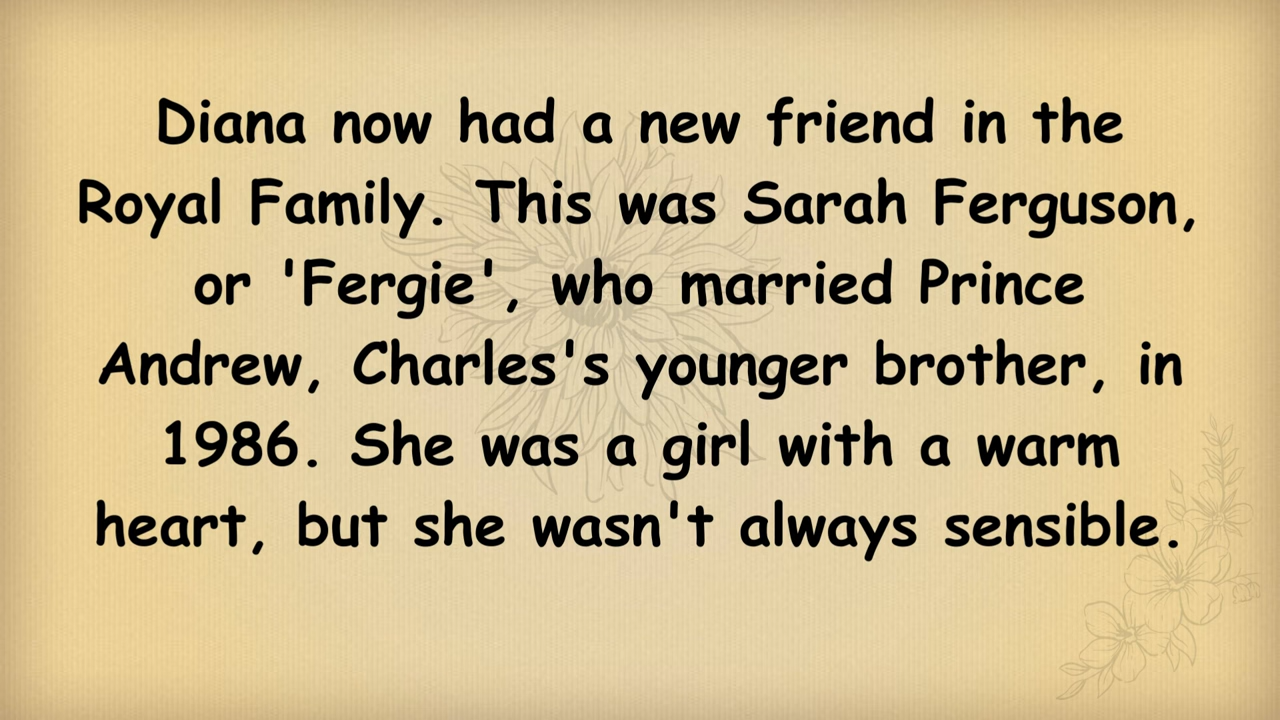 Diana now had a new friend in the
Royal Family. This was Sarah Ferguson,
or 'Fergie', who married Prince
Andrew, Charles's younger brother, in
1986. She was a girl with a warm
heart, but she wasn't always sensible.